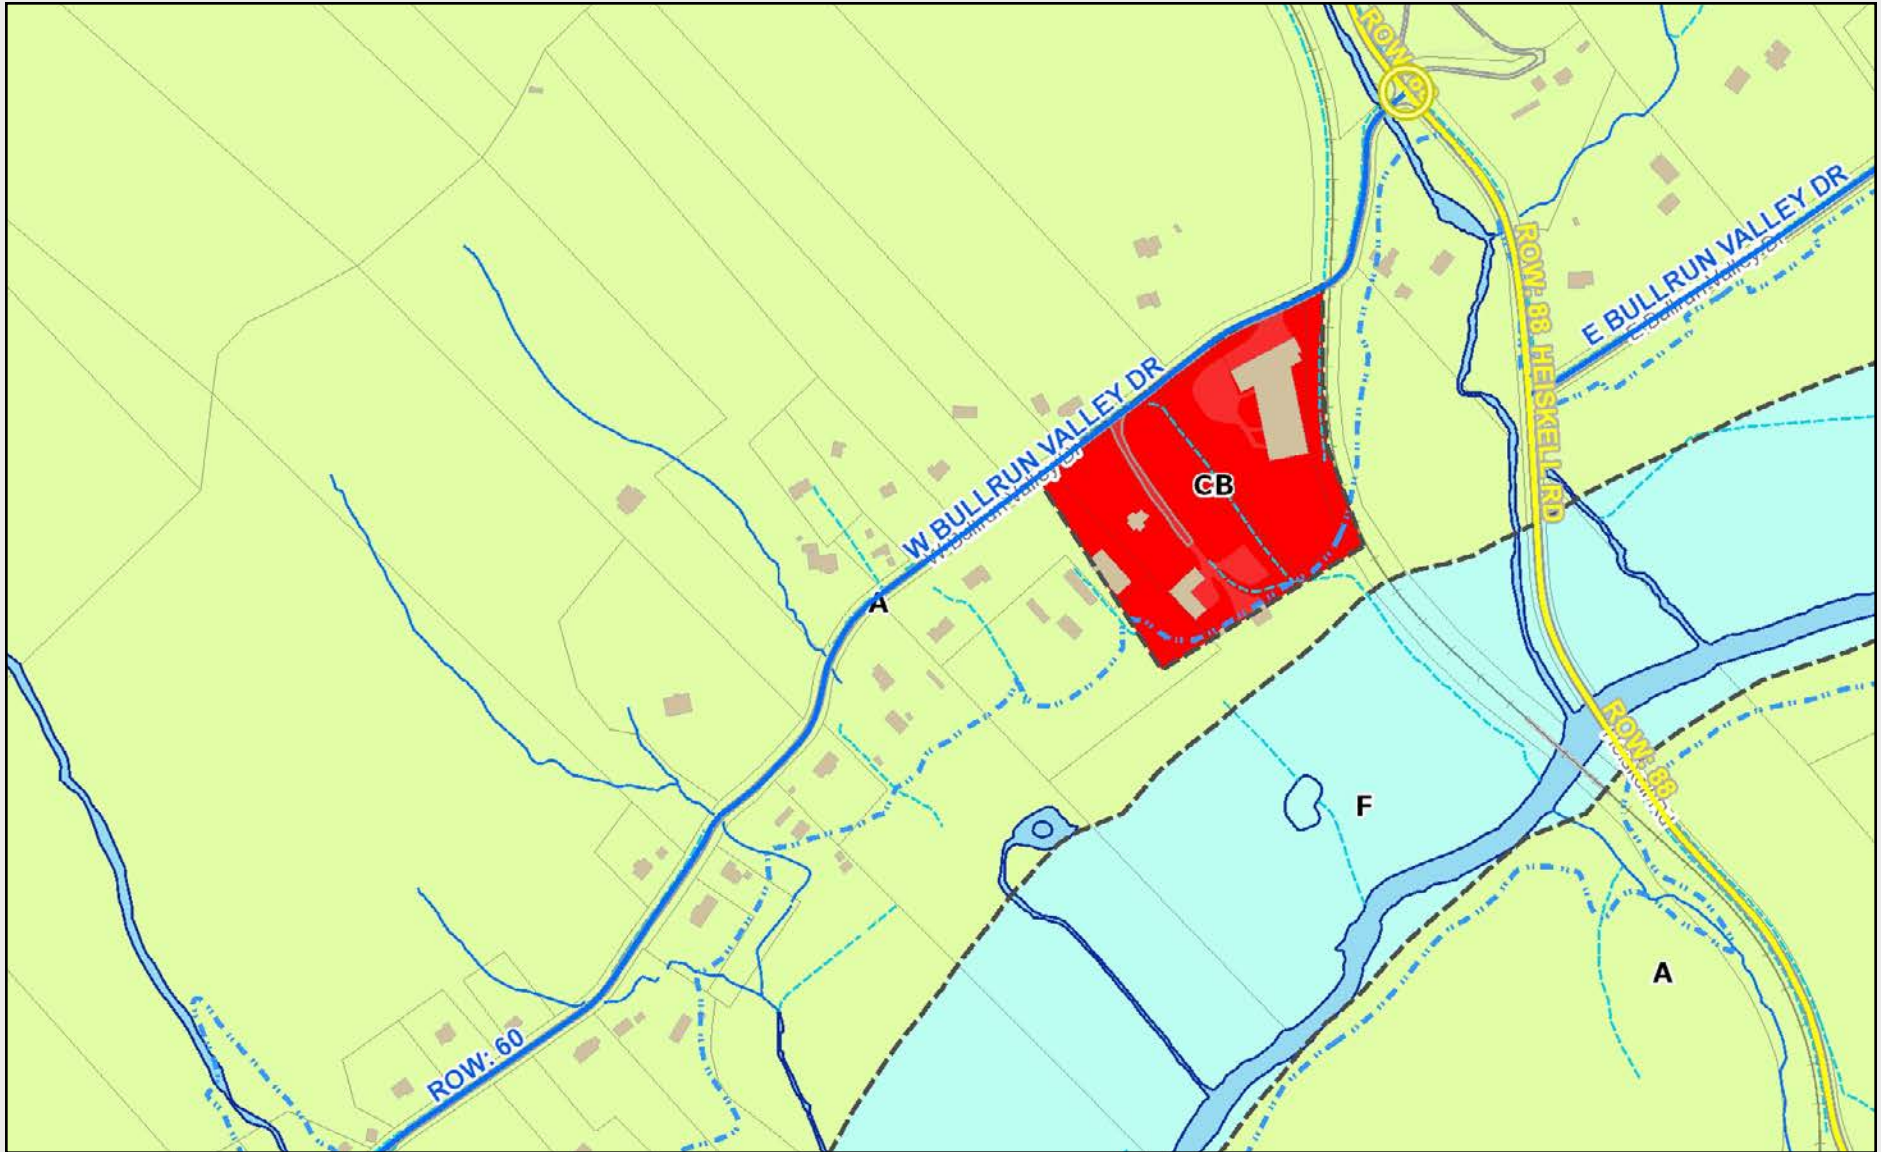 ROW: 88
E BULLRUN VALLEY DR
E. Bullrun Valley Dr
ROW: 88 HEISKELL RD
W BULLRUN VALLEY DR
W. Bullrun Valley Dr
CB
A
ROW: 88
F
A
ROW: 60